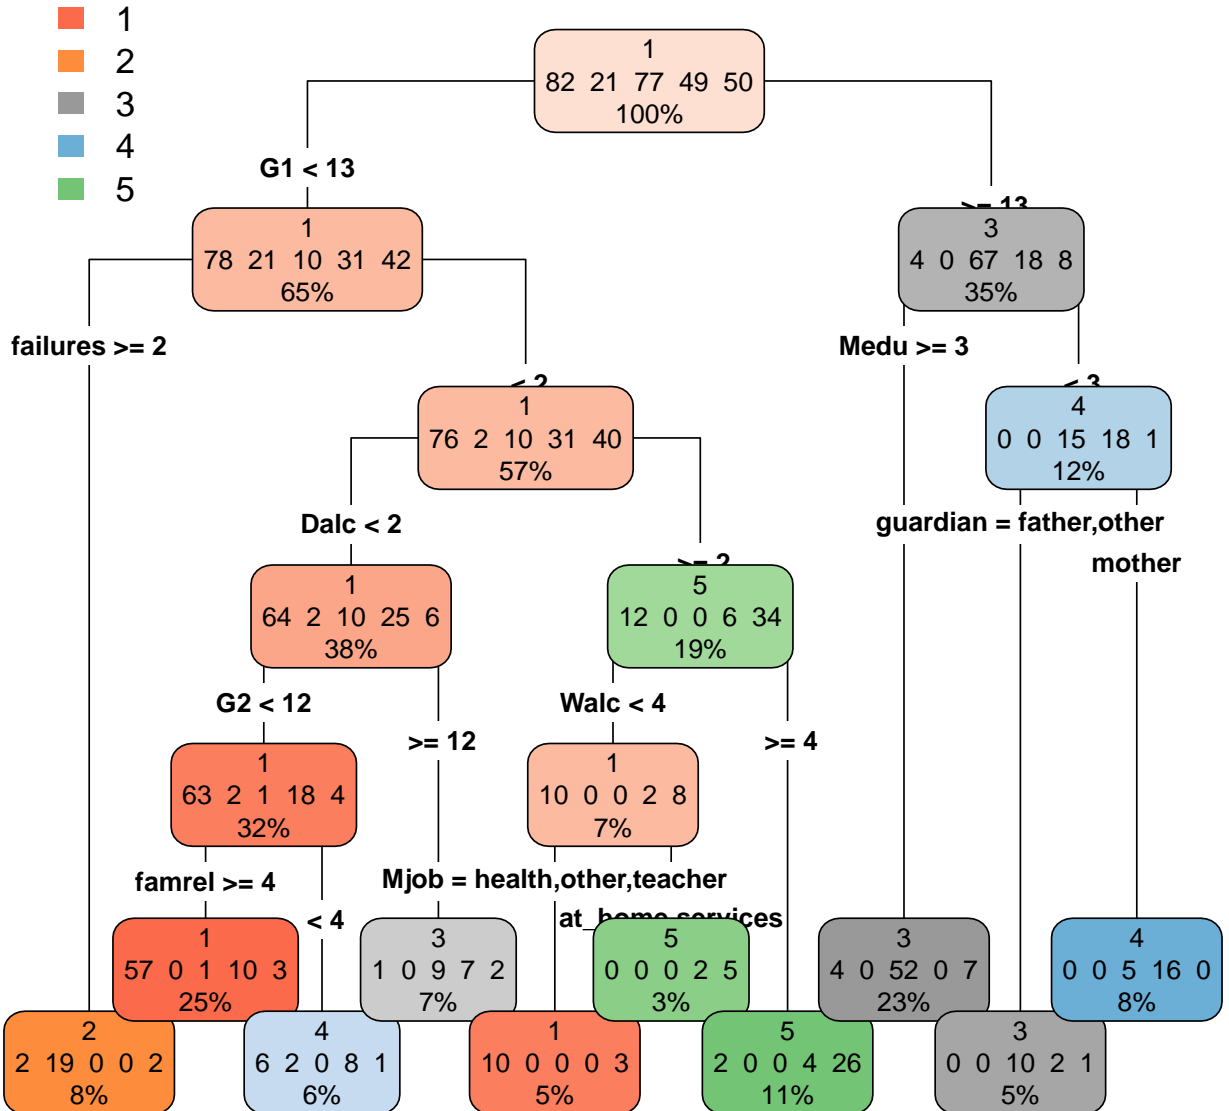 1
2
3
4
5
1
82 21 77 49 50
100%
G1 < 13
>= 13
1
78 21 10 31 42
65%
3
4 0 67 18 8
35%
failures >= 2
< 2
Medu >= 3
< 3
1
76 2 10 31 40
57%
4
0 0 15 18 1
12%
Dalc < 2
>= 2
guardian = father,other
mother
1
64 2 10 25 6
38%
5
12 0 0 6 34
19%
G2 < 12
>= 12
Walc < 4
>= 4
1
63 2 1 18 4
32%
1
10 0 0 2 8
7%
famrel >= 4
< 4
Mjob = health,other,teacher
at_home,services
1
57 0 1 10 3
25%
3
1 0 9 7 2
7%
5
0 0 0 2 5
3%
3
4 0 52 0 7
23%
4
0 0 5 16 0
8%
2
2 19 0 0 2
8%
4
6 2 0 8 1
6%
1
10 0 0 0 3
5%
5
2 0 0 4 26
11%
3
0 0 10 2 1
5%